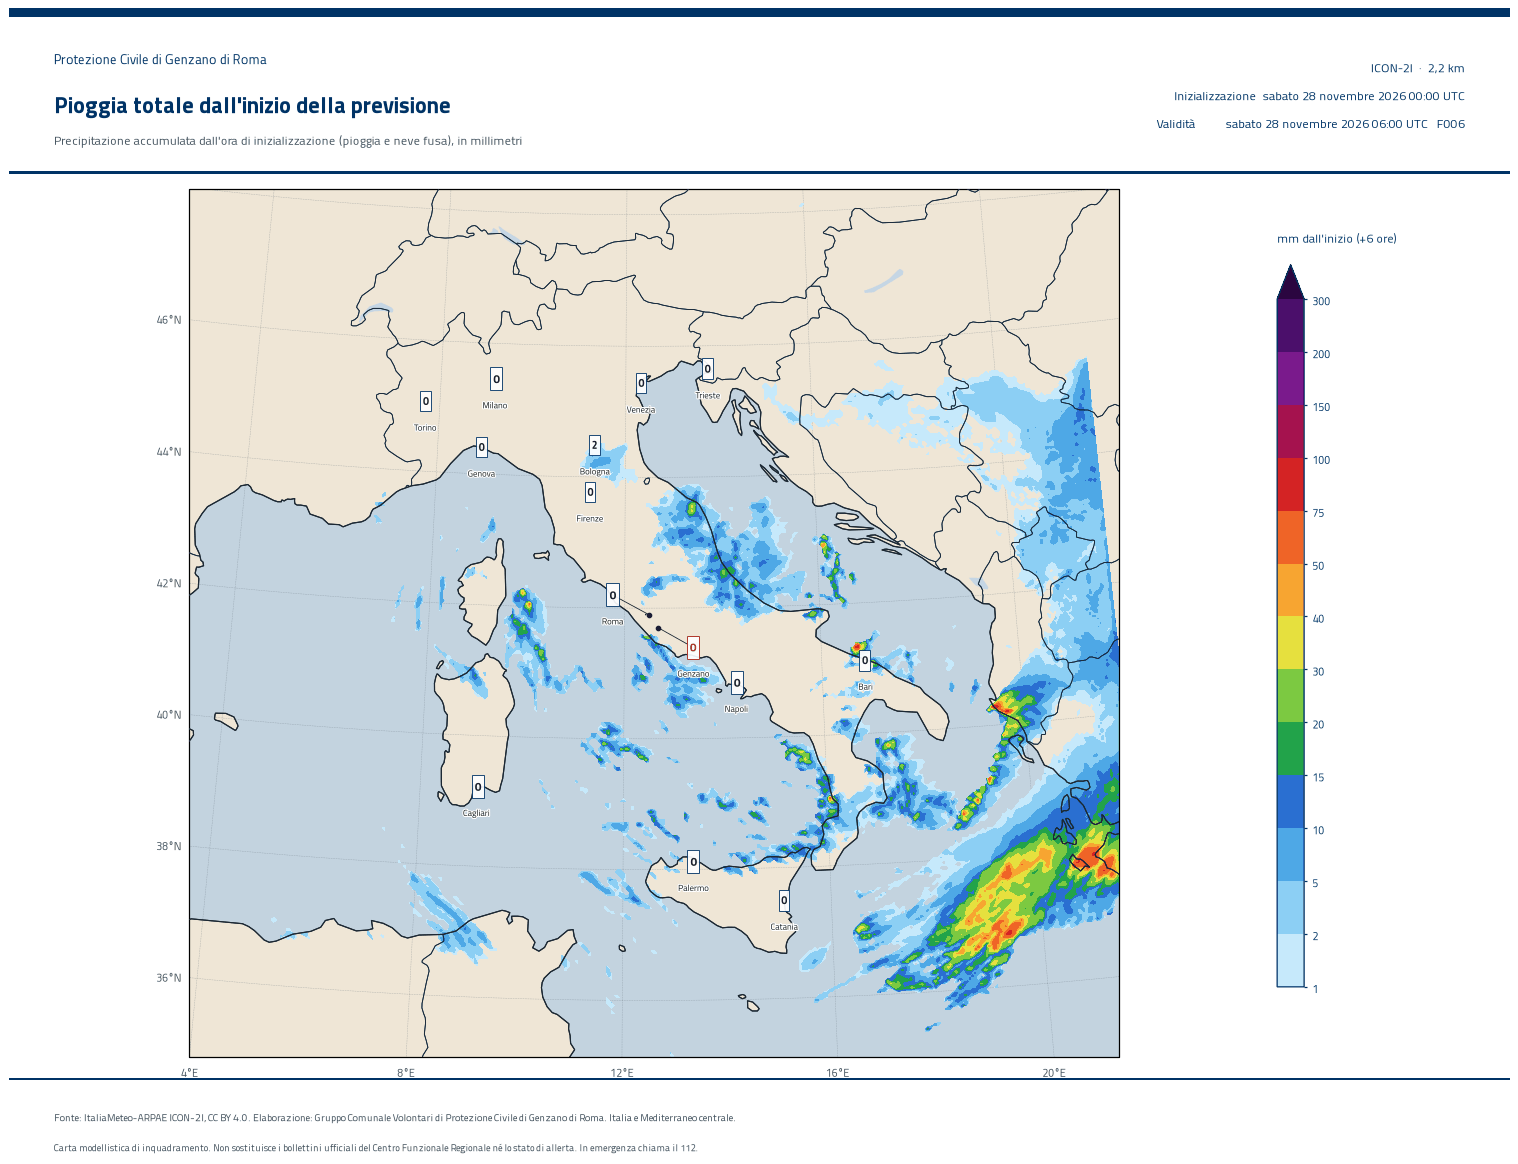 Protezione Civile di Genzano di Roma
Pioggia totale dall'inizio della previsione
Precipitazione accumulata dall'ora di inizializzazione (pioggia e neve fusa), in millimetri
ICON-2I · 2,2 km
Inizializzazione sabato 28 novembre 2026 00:00 UTC
Validità sabato 28 novembre 2026 06:00 UTC F006
mm dall'inizio (+6 ore)
300
200
150
100
75
50
40
30
20
15
10
5
2
1
46°N
44°N
42°N
40°N
38°N
36°N
4°E
8°E
12°E
16°E
20°E
0
Trieste
0
Milano
0
Venezia
0
Torino
2
Bologna
0
Genova
0
Firenze
0
Roma
0
Genzano
0
Bari
0
Napoli
0
Cagliari
0
Palermo
0
Catania
Fonte: ItaliaMeteo-ARPAE ICON-2I, CC BY 4.0. Elaborazione: Gruppo Comunale Volontari di Protezione Civile di Genzano di Roma. Italia e Mediterraneo centrale.
Carta modellistica di inquadramento. Non sostituisce i bollettini ufficiali del Centro Funzionale Regionale né lo stato di allerta. In emergenza chiama il 112.